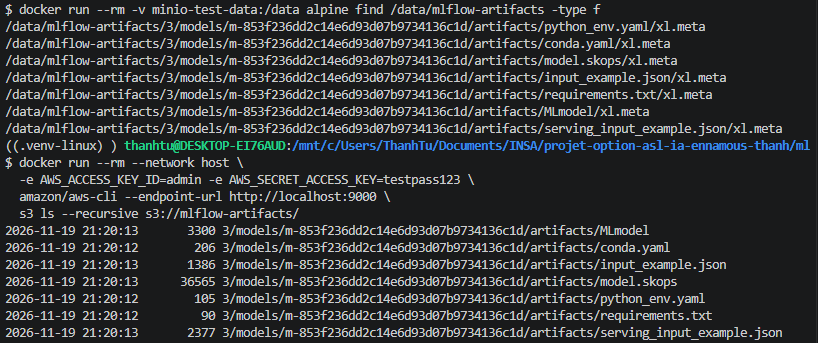 $ docker run --rm -v minio-test-data:/data alpine find /data/mlflow-artifacts -type f
/data/mlflow-artifacts/3/models/m-853f236dd2c14e6d93d07b9734136c1d/artifacts/python_env.yaml/xl.meta
/data/mlflow-artifacts/3/models/m-853f236dd2c14e6d93d07b9734136c1d/artifacts/conda.yaml/xl.meta
/data/mlflow-artifacts/3/models/m-853f236dd2c14e6d93d07b9734136c1d/artifacts/model.skops/xl.meta
/data/mlflow-artifacts/3/models/m-853f236dd2c14e6d93d07b9734136c1d/artifacts/input_example.json/xl.meta
/data/mlflow-artifacts/3/models/m-853f236dd2c14e6d93d07b9734136c1d/artifacts/requirements.txt/xl.meta
/data/mlflow-artifacts/3/models/m-853f236dd2c14e6d93d07b9734136c1d/artifacts/MLmodel/xl.meta
/data/mlflow-artifacts/3/models/m-853f236dd2c14e6d93d07b9734136c1d/artifacts/serving_input_example.json/xl.meta
((.venv-linux) ) thanhtu@DESKTOP-EI76AUD:/mnt/c/Users/ThanhTu/Documents/INSA/projet-option-asl-ia-ennamous-thanh/ml
$ docker run --rm --network host \
  -e AWS_ACCESS_KEY_ID=admin -e AWS_SECRET_ACCESS_KEY=testpass123 \
  amazon/aws-cli --endpoint-url http://localhost:9000 \
  s3 ls --recursive s3://mlflow-artifacts/
2026-11-19 21:20:13       3300 3/models/m-853f236dd2c14e6d93d07b9734136c1d/artifacts/MLmodel
2026-11-19 21:20:12        206 3/models/m-853f236dd2c14e6d93d07b9734136c1d/artifacts/conda.yaml
2026-11-19 21:20:13       1386 3/models/m-853f236dd2c14e6d93d07b9734136c1d/artifacts/input_example.json
2026-11-19 21:20:13      36565 3/models/m-853f236dd2c14e6d93d07b9734136c1d/artifacts/model.skops
2026-11-19 21:20:12        105 3/models/m-853f236dd2c14e6d93d07b9734136c1d/artifacts/python_env.yaml
2026-11-19 21:20:12         90 3/models/m-853f236dd2c14e6d93d07b9734136c1d/artifacts/requirements.txt
2026-11-19 21:20:13       2377 3/models/m-853f236dd2c14e6d93d07b9734136c1d/artifacts/serving_input_example.json